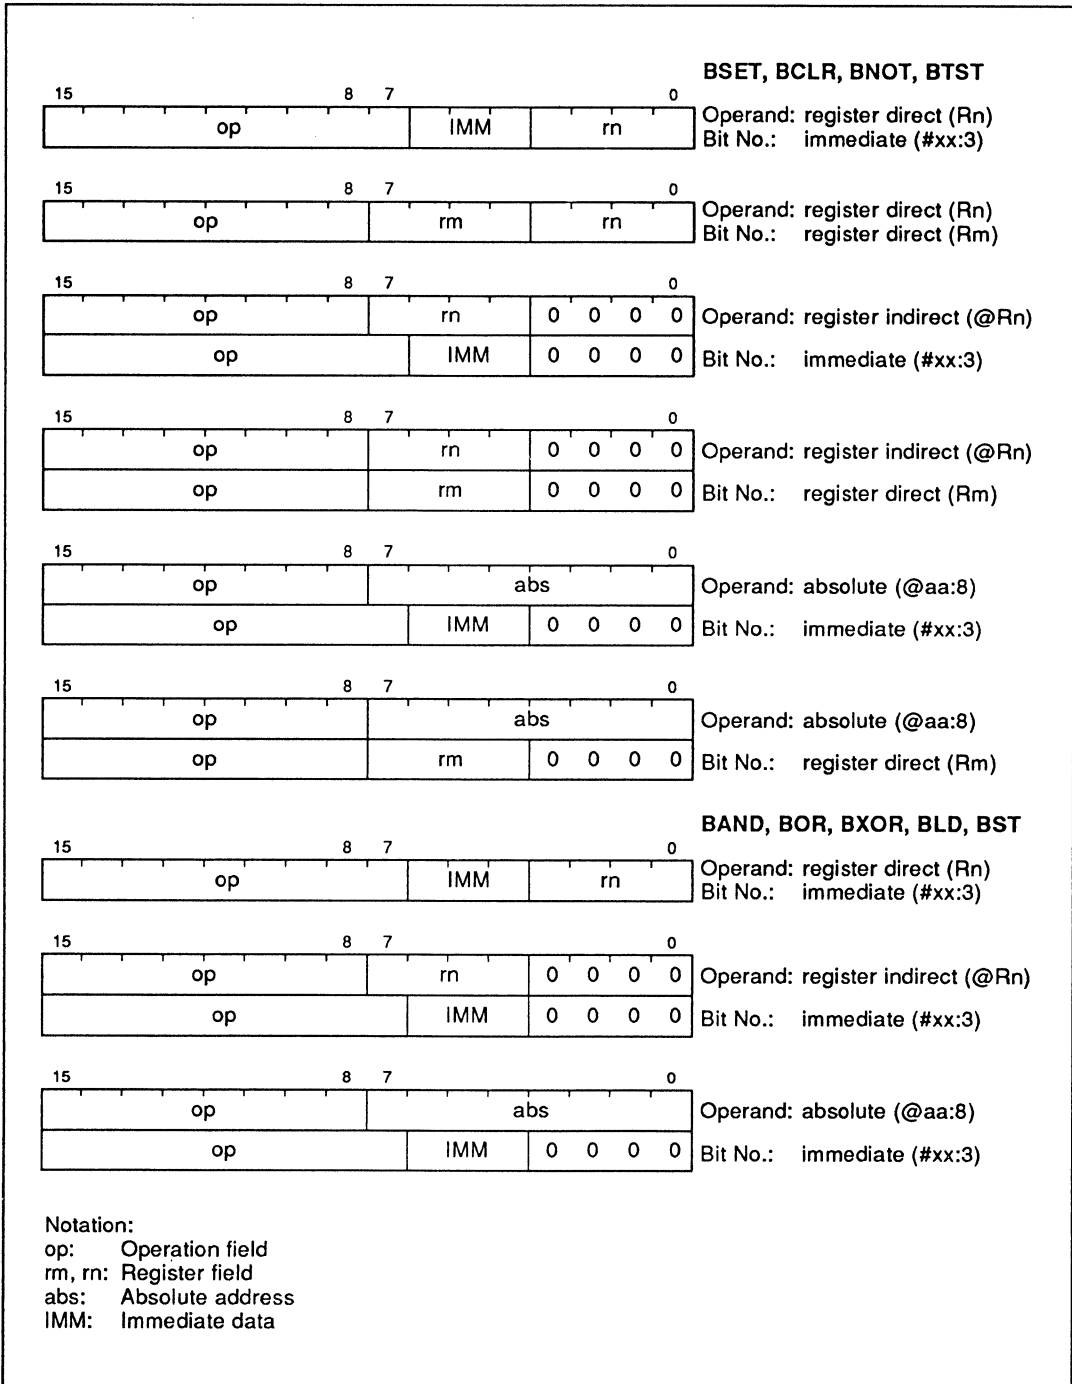 BSET, BCLR, BNOT, BTST
15 8 7 0
op IMM rn Operand: register direct (Rn)
Bit No.: immediate (#xx:3)
15 8 7 0
op rm rn Operand: register direct (Rn)
Bit No.: register direct (Rm)
15 8 7 0
op rn 0 0 0 0 Operand: register indirect (@Rn)
op IMM 0 0 0 0 Bit No.: immediate (#xx:3)
15 8 7 0
op rn 0 0 0 0 Operand: register indirect (@Rn)
op rm 0 0 0 0 Bit No.: register direct (Rm)
15 8 7 0
op abs Operand: absolute (@aa:8)
op IMM 0 0 0 0 Bit No.: immediate (#xx:3)
15 8 7 0
op abs Operand: absolute (@aa:8)
op rm 0 0 0 0 Bit No.: register direct (Rm)
BAND, BOR, BXOR, BLD, BST
15 8 7 0
op IMM rn Operand: register direct (Rn)
Bit No.: immediate (#xx:3)
15 8 7 0
op rn 0 0 0 0 Operand: register indirect (@Rn)
op IMM 0 0 0 0 Bit No.: immediate (#xx:3)
15 8 7 0
op abs Operand: absolute (@aa:8)
op IMM 0 0 0 0 Bit No.: immediate (#xx:3)
Notation:
op: Operation field
rm, rn: Register field
abs: Absolute address
IMM: Immediate data